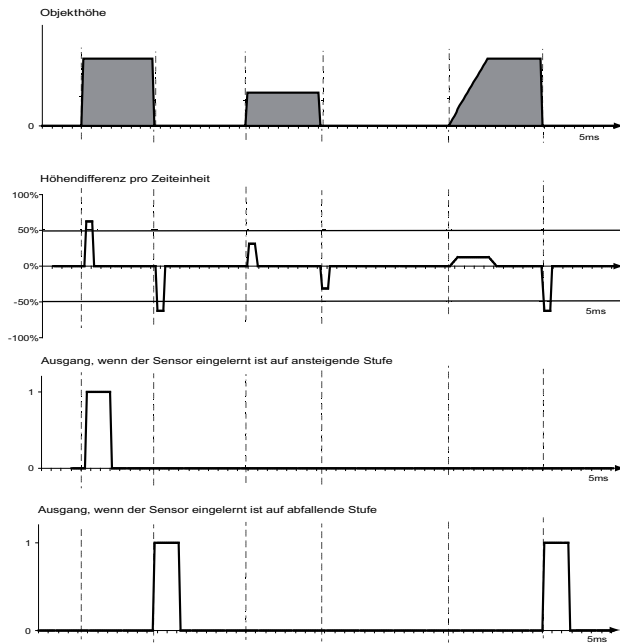 Objekthöhe
0
5ms
Höhendifferenz pro Zeiteinheit
100%
50%
0%
-50%
5ms
-100%
Ausgang, wenn der Sensor eingelernt ist auf ansteigende Stufe
1
0
5ms
Ausgang, wenn der Sensor eingelernt ist auf abfallende Stufe
1
0
5ms